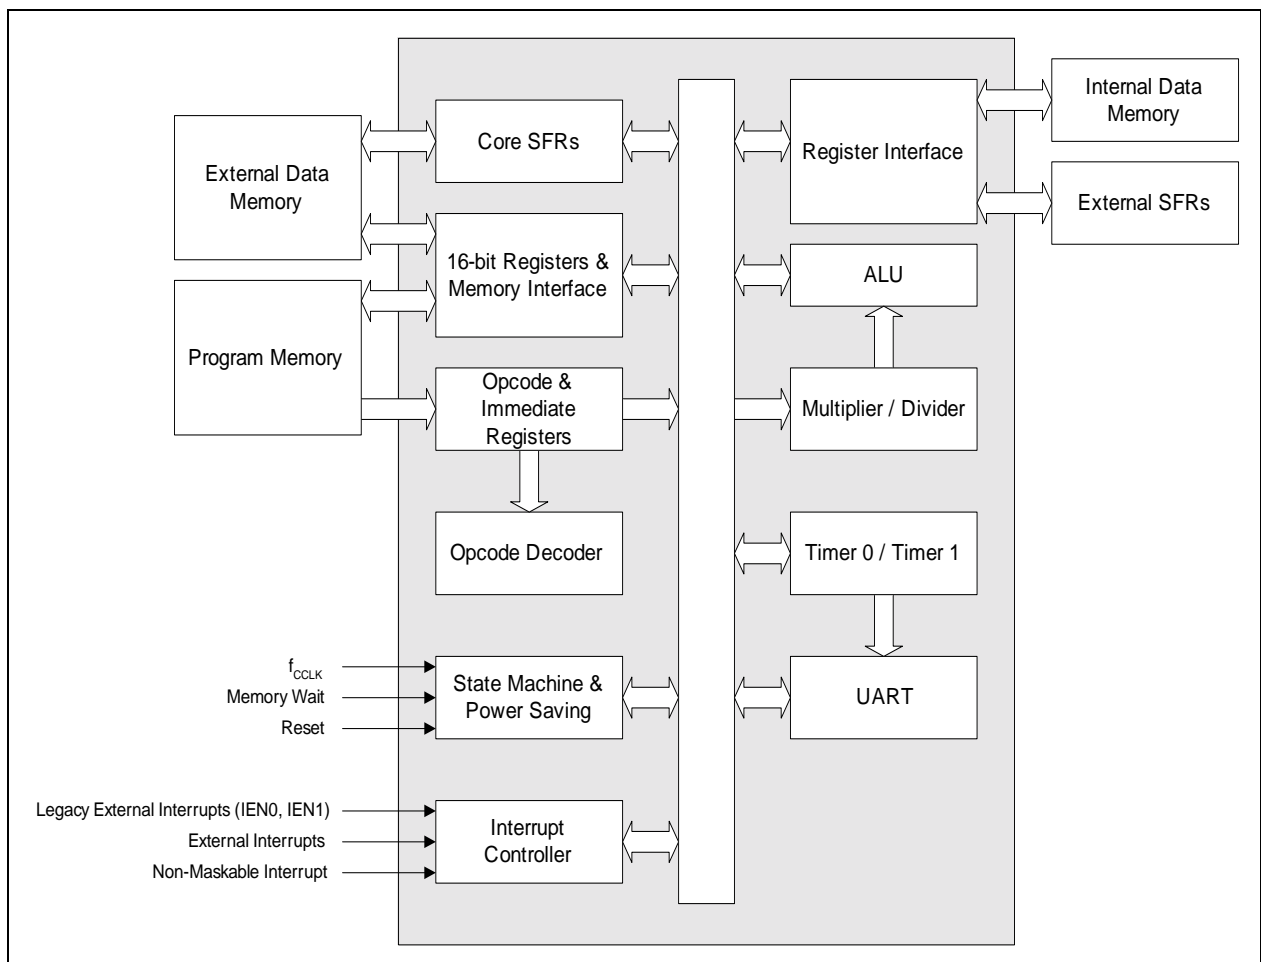 External Data
Memory
Program Memory
Core SFRs
16-bit Registers &
Memory Interface
Opcode &
Immediate
Registers
Opcode Decoder
State Machine &
Power Saving
Interrupt
Controller
f_CCLK
Memory Wait
Reset
Legacy External Interrupts (IEN0, IEN1)
External Interrupts
Non-Maskable Interrupt
Register Interface
ALU
Multiplier / Divider
Timer 0 / Timer 1
UART
Internal Data
Memory
External SFRs